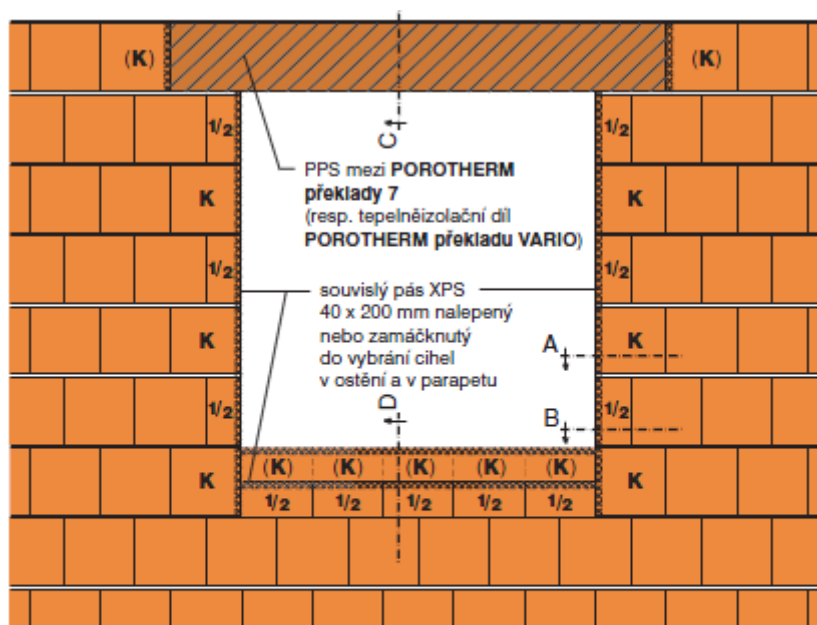 (K) (K)
1/2 1/2
C
PPS mezi POROTHERM
překlady 7
(resp. tepelněizolační díl
POROTHERM překladu VARIO)
K K
1/2 1/2
souvislý pás XPS
40 x 200 mm nalepený
nebo zamáčknutý
do vybrání cihel
v ostění a v parapetu
K A K
D
1/2 B 1/2
(K) (K) (K) (K) (K)
K K
1/2 1/2 1/2 1/2 1/2